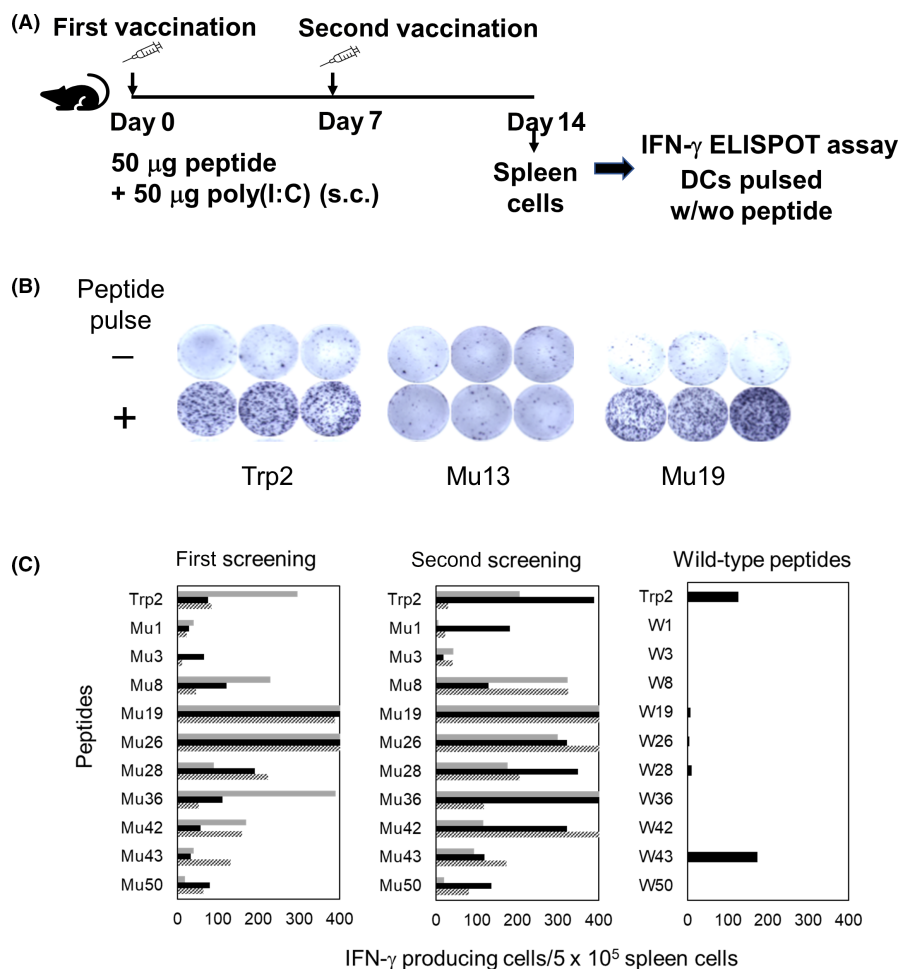 (A)
First vaccination
Second vaccination
Day 0
Day 7
Day 14
50 μg peptide
+ 50 μg poly(I:C) (s.c.)
Spleen
cells
IFN-γ ELISPOT assay
DCs pulsed
w/wo peptide
(B)
Peptide
pulse
−
+
Trp2
Mu13
Mu19
(C)
First screening
Second screening
Wild-type peptides
Peptides
Trp2
Mu1
Mu3
Mu8
Mu19
Mu26
Mu28
Mu36
Mu42
Mu43
Mu50
0 100 200 300 400
Trp2
Mu1
Mu3
Mu8
Mu19
Mu26
Mu28
Mu36
Mu42
Mu43
Mu50
0 100 200 300 400
Trp2
W1
W3
W8
W19
W26
W28
W36
W42
W43
W50
0 100 200 300 400
IFN-γ producing cells/5 x 10⁵ spleen cells